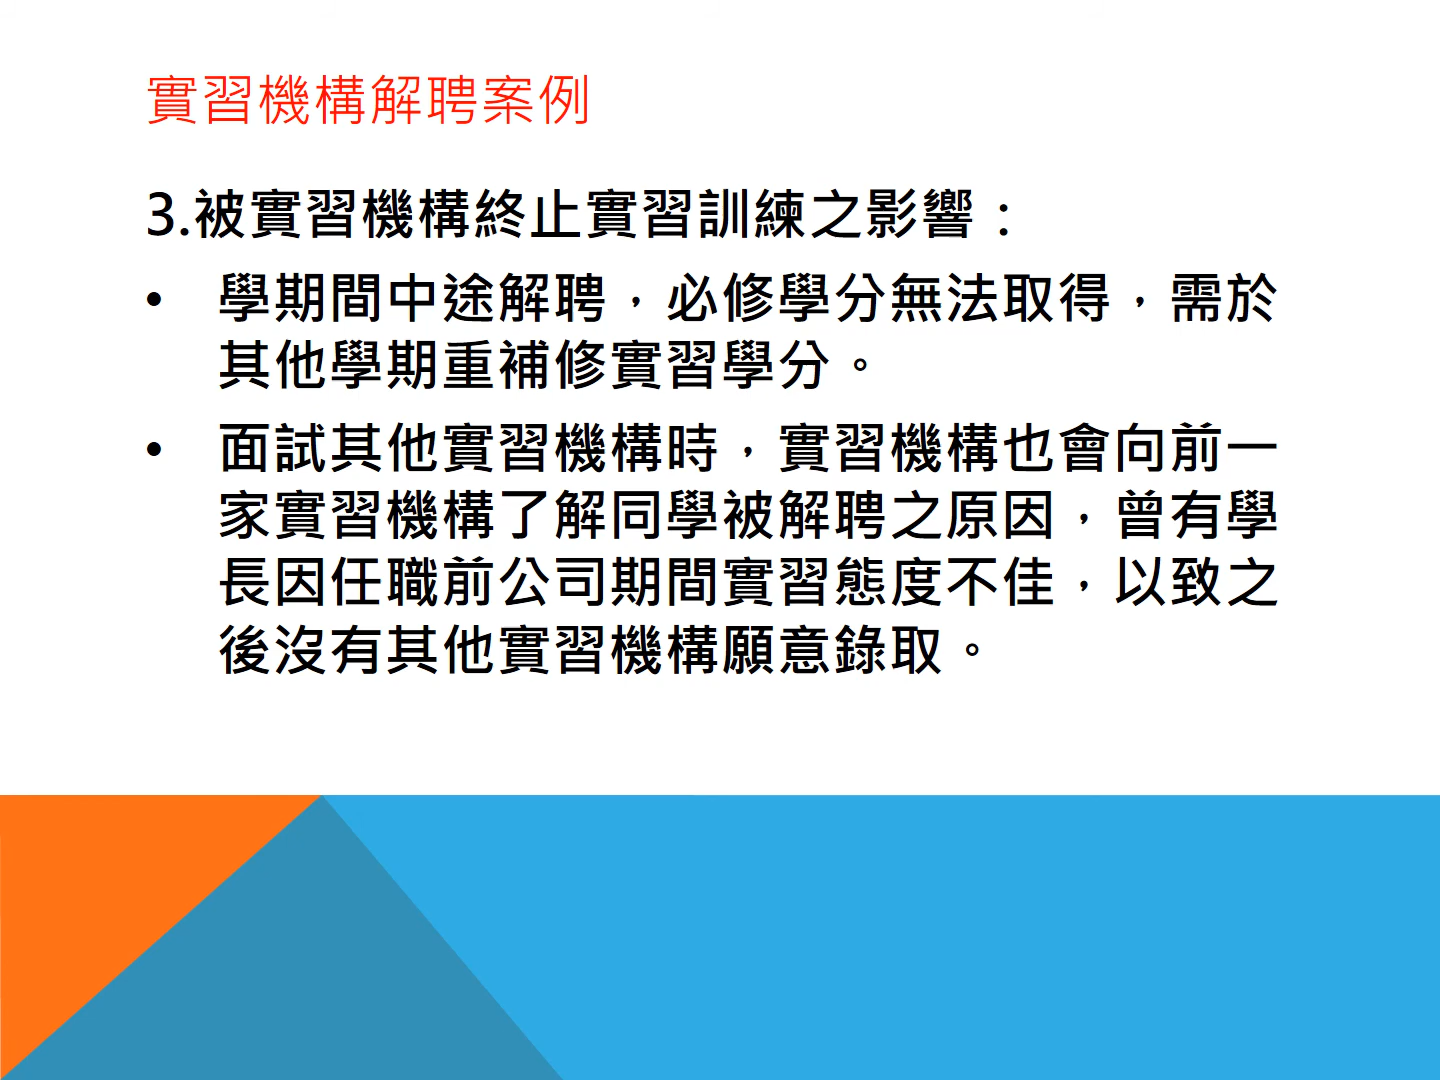 實習機構解聘案例
3.被實習機構終止實習訓練之影響：
• 學期間中途解聘，必修學分無法取得，需於
其他學期重補修實習學分。
• 面試其他實習機構時，實習機構也會向前一
家實習機構了解同學被解聘之原因，曾有學
長因任職前公司期間實習態度不佳，以致之
後沒有其他實習機構願意錄取。